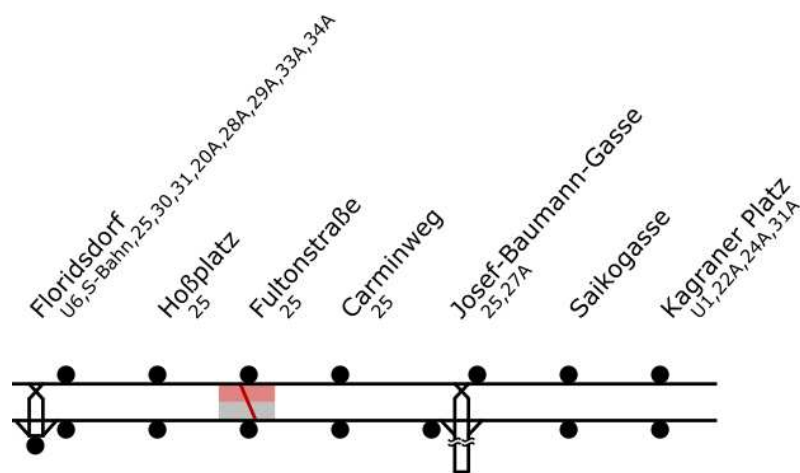 Floridsdorf
U6,S-Bahn,25,30,31,20A,28A,29A,33A,34A
Hoßplatz
25
Fultonstraße
25
Carminweg
25
Josef-Baumann-Gasse
25,27A
Saikogasse
Kagraner Platz
U1,22A,24A,31A